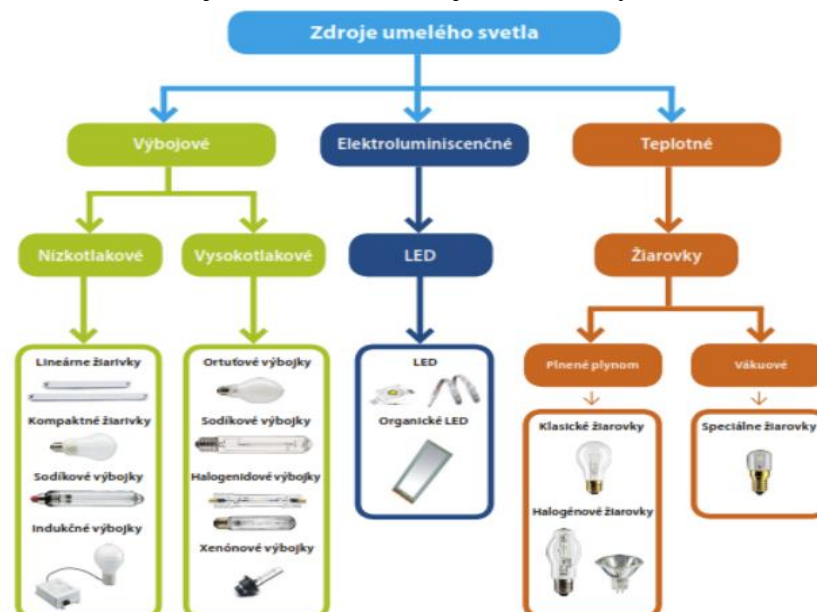 Zdroje umelého svetla
Výbojové
Elektroluminiscenčné
Teplotné
Nízkotlakové
Vysokotlakové
LED
Žiarovky
Plnené plynom
Vákuové
Lineárne žiarivky
Kompaktné žiarivky
Sodíkové výbojky
Indukčné výbojky
Ortuťové výbojky
Sodíkové výbojky
Halogenidové výbojky
Xenónové výbojky
LED
Organické LED
Klasické žiarovky
Halogénové žiarovky
Speciálne žiarovky